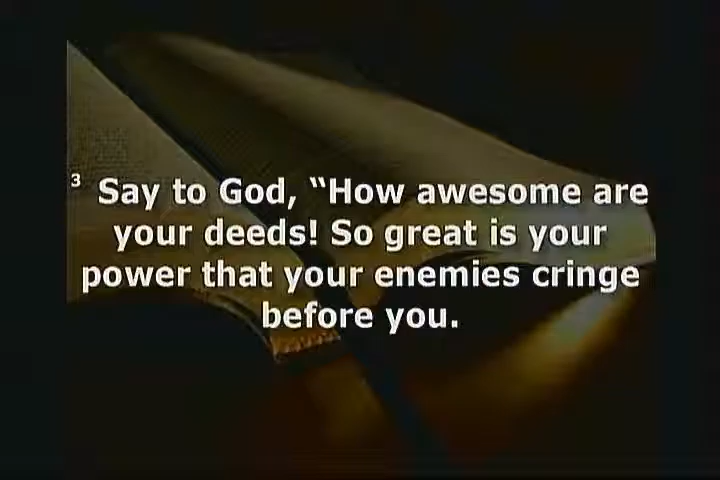 3 Say to God, “How awesome are
your deeds! So great is your
power that your enemies cringe
before you.